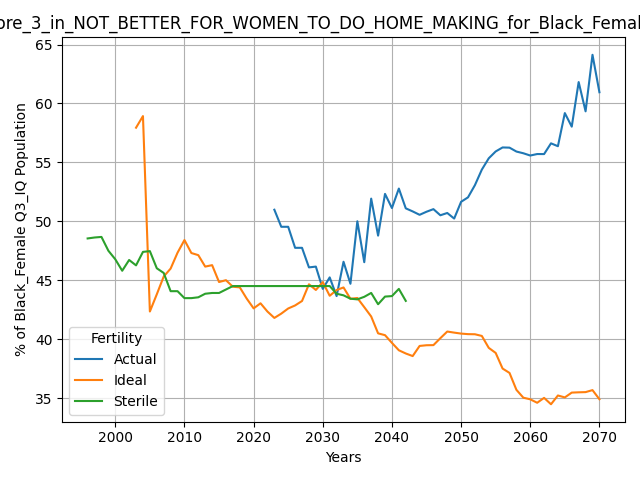 ore_3_in_NOT_BETTER_FOR_WOMEN_TO_DO_HOME_MAKING_for_Black_Femal
65
60
55
50
45
40
35
% of Black_Female Q3_IQ Population
Fertility
Actual
Ideal
Sterile
2000 2010 2020 2030 2040 2050 2060 2070
Years